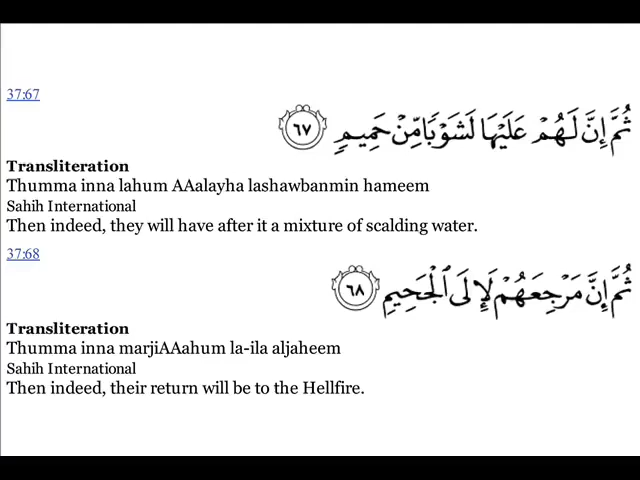 37:67
ثُمَّ إِنَّ لَهُمْ عَلَيْهَا لَشَوْبًا مِّنْ حَمِيمٍ ٦٧
Transliteration
Thumma inna lahum AAalayha lashawbanmin hameem
Sahih International
Then indeed, they will have after it a mixture of scalding water.
37:68
ثُمَّ إِنَّ مَرْجِعَهُمْ لَإِلَى ٱلْجَحِيمِ ٦٨
Transliteration
Thumma inna marjiAAahum la-ila aljaheem
Sahih International
Then indeed, their return will be to the Hellfire.